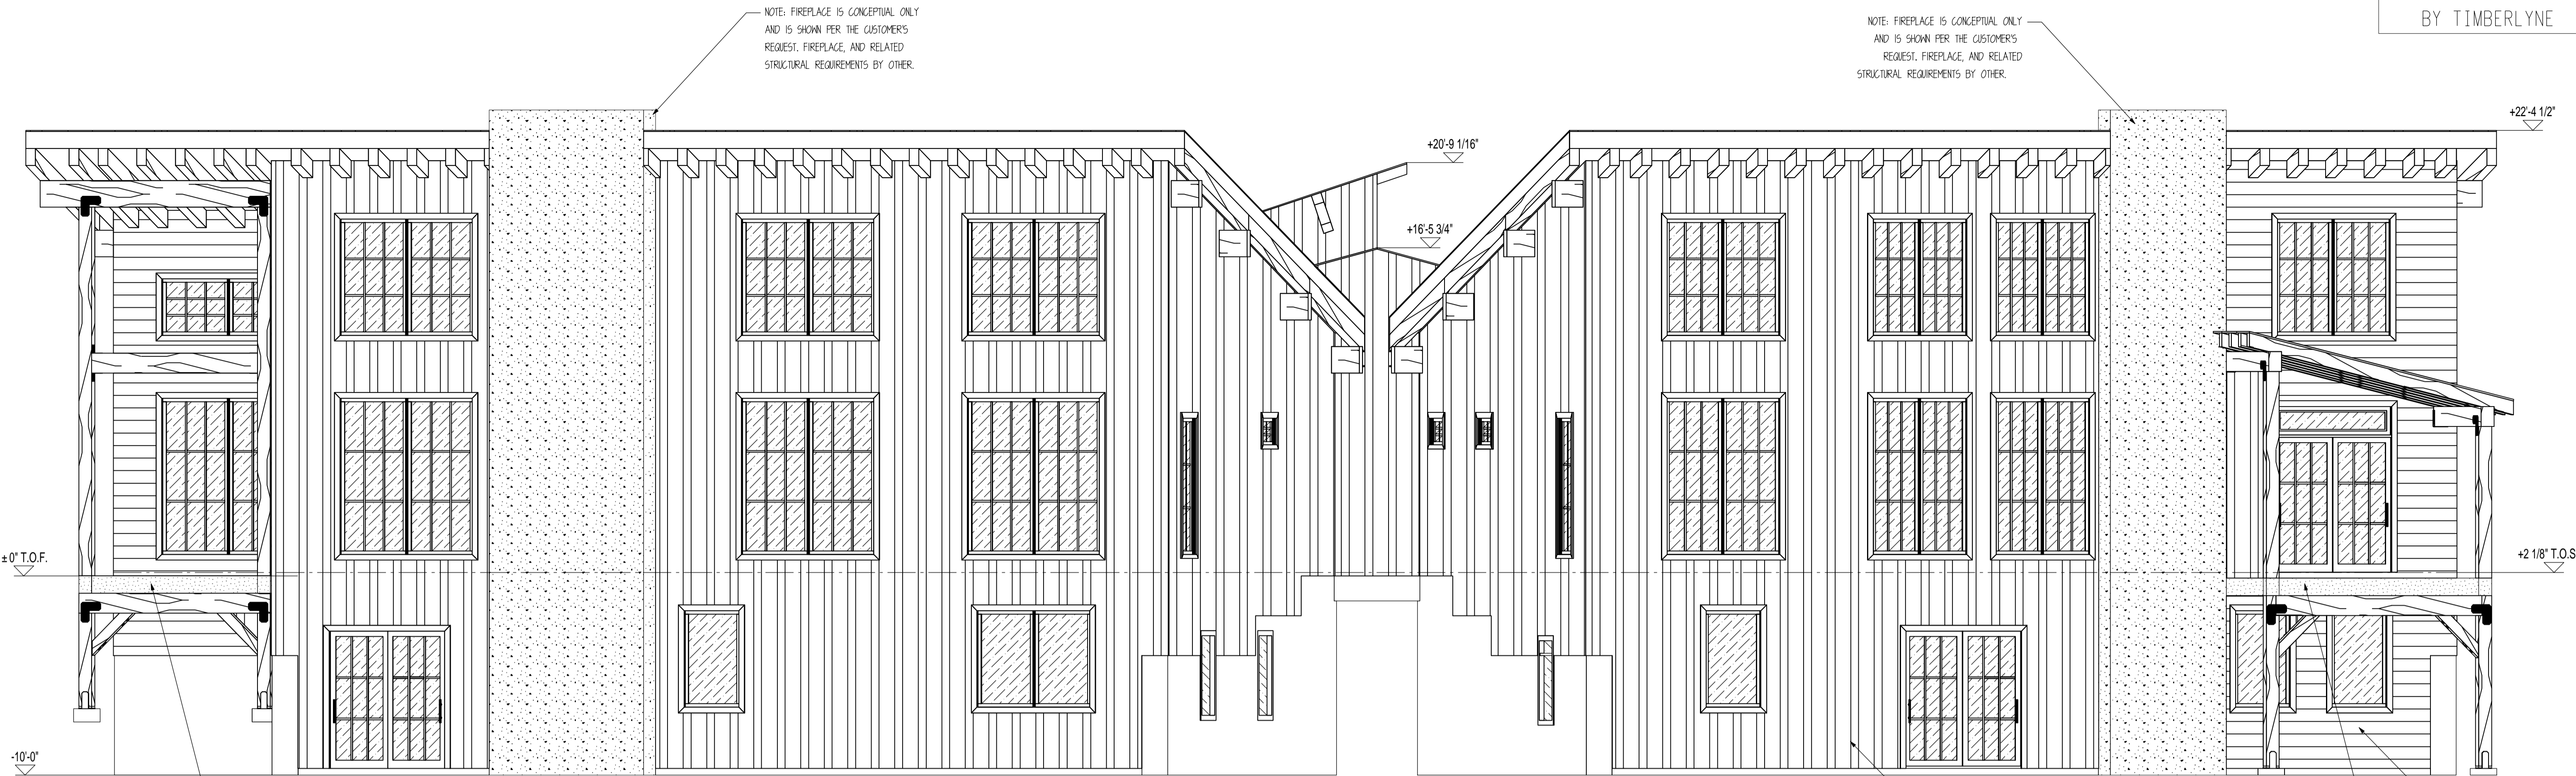 NOTE: FIREPLACE IS CONCEPTUAL ONLY
AND IS SHOWN PER THE CUSTOMER'S
REQUEST. FIREPLACE, AND RELATED
STRUCTURAL REQUIREMENTS BY OTHER.
NOTE: FIREPLACE IS CONCEPTUAL ONLY
AND IS SHOWN PER THE CUSTOMER'S
REQUEST. FIREPLACE, AND RELATED
STRUCTURAL REQUIREMENTS BY OTHER.
BY TIMBERLYNE
+22'-4 1/2"
+20'-9 1/16"
+16'-5 3/4"
±0" T.O.F.
+2 1/8" T.O.S
-10'-0"